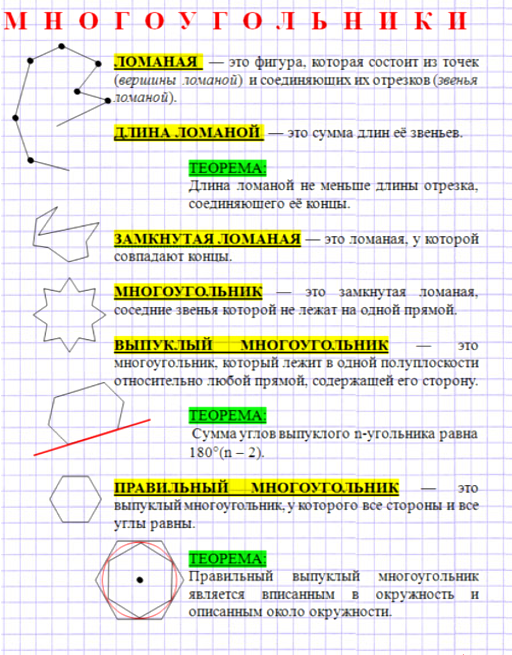 МНОГОУГОЛЬНИКИ
ЛОМАНАЯ — это фигура, которая состоит из точек
(вершины ломаной) и соединяющих их отрезков (звенья
ломаной).
ДЛИНА ЛОМАНОЙ — это сумма длин её звеньев.
ТЕОРЕМА:
Длина ломаной не меньше длины отрезка,
соединяющего её концы.
ЗАМКНУТАЯ ЛОМАНАЯ — это ломаная, у которой
совпадают концы.
МНОГОУГОЛЬНИК — это замкнутая ломаная,
соседние звенья которой не лежат на одной прямой.
ВЫПУКЛЫЙ МНОГОУГОЛЬНИК — это
многоугольник, который лежит в одной полуплоскости
относительно любой прямой, содержащей его сторону.
ТЕОРЕМА:
Сумма углов выпуклого n-угольника равна
180°(n – 2).
ПРАВИЛЬНЫЙ МНОГОУГОЛЬНИК — это
выпуклый многоугольник, у которого все стороны и все
углы равны.
ТЕОРЕМА:
Правильный выпуклый многоугольник
является вписанным в окружность и
описанным около окружности.